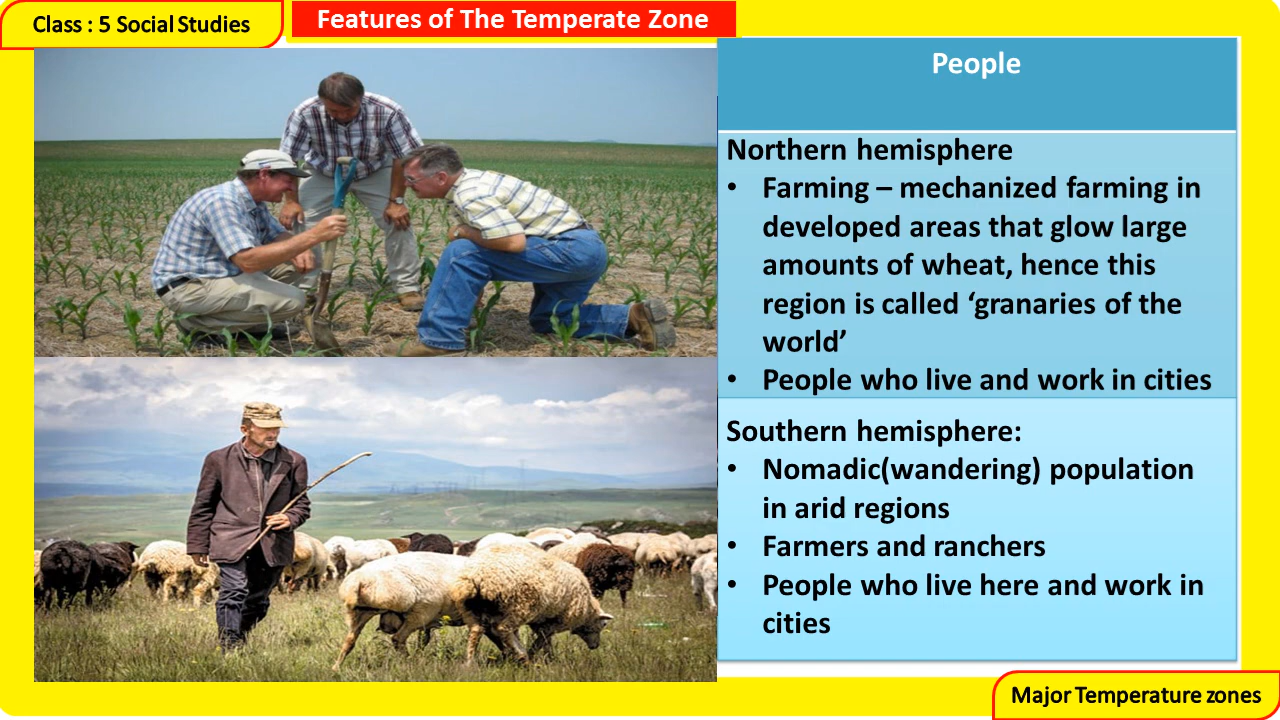 Class : 5 Social Studies
Features of The Temperate Zone
People
Northern hemisphere
• Farming – mechanized farming in
developed areas that glow large
amounts of wheat, hence this
region is called ‘granaries of the
world’
• People who live and work in cities
Southern hemisphere:
• Nomadic(wandering) population
in arid regions
• Farmers and ranchers
• People who live here and work in
cities
Major Temperature zones